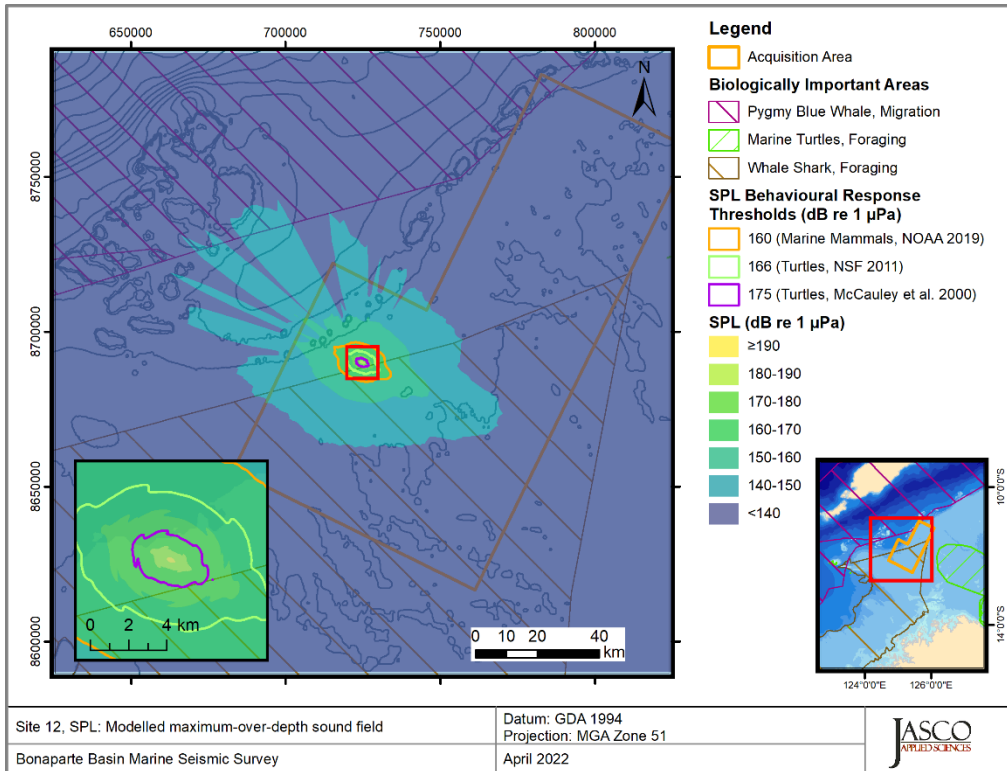 650000
700000
750000
800000
8750000
8700000
8650000
8600000
N
0 2 4 km
0 10 20 40
km
Legend
Acquisition Area
Biologically Important Areas
Pygmy Blue Whale, Migration
Marine Turtles, Foraging
Whale Shark, Foraging
SPL Behavioural Response
Thresholds (dB re 1 µPa)
160 (Marine Mammals, NOAA 2019)
166 (Turtles, NSF 2011)
175 (Turtles, McCauley et al. 2000)
SPL (dB re 1 µPa)
≥190
180-190
170-180
160-170
150-160
140-150
<140
10°0'0"S
14°0'0"S
124°0'0"E 126°0'0"E
Site 12, SPL: Modelled maximum-over-depth sound field
Datum: GDA 1994
Projection: MGA Zone 51
Bonaparte Basin Marine Seismic Survey
April 2022
JASCO
APPLIED SCIENCES